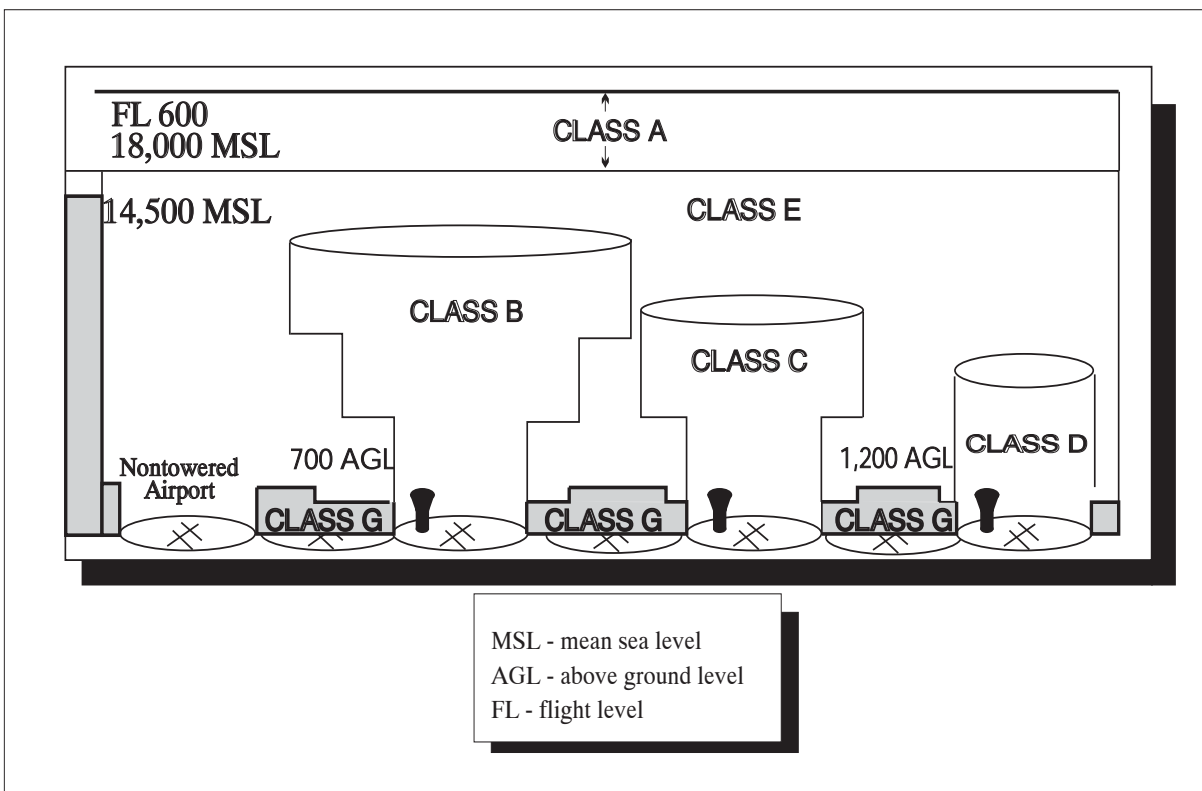 FL 600
18,000 MSL
CLASS A
14,500 MSL
CLASS E
CLASS B
CLASS C
CLASS D
Nontowered
Airport
700 AGL
1,200 AGL
CLASS G
CLASS G
CLASS G
MSL - mean sea level
AGL - above ground level
FL - flight level